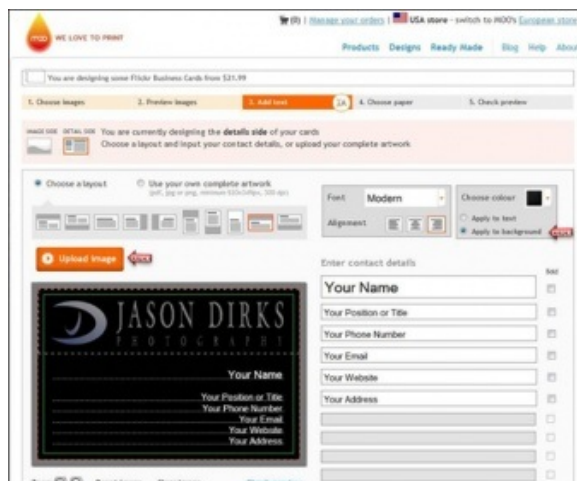 (0) | Manage your orders | USA store - switch to MOO's European store
MOO WE LOVE TO PRINT
Products Designs Ready Made Blog Help About
You are designing some Flickr Business Cards from $21.99
1. Choose images 2. Preview images 3. Add text 4. Choose paper 5. Check preview
IMAGE SIDE DETAIL SIDE You are currently designing the details side of your cards
Choose a layout and input your contact details, or upload your complete artwork
Choose a layout Use your own complete artwork
Font Modern Choose colour
Alignment Apply to text
Apply to background
Upload Image
Enter contact details
Bold
JASON DIRKS
PHOTOGRAPHY
Your Name
Your Position or Title
Your Phone Number
Your Email
Your Website
Your Address
Your Name
Your Position or Title
Your Phone Number
Your Email
Your Website
Your Address